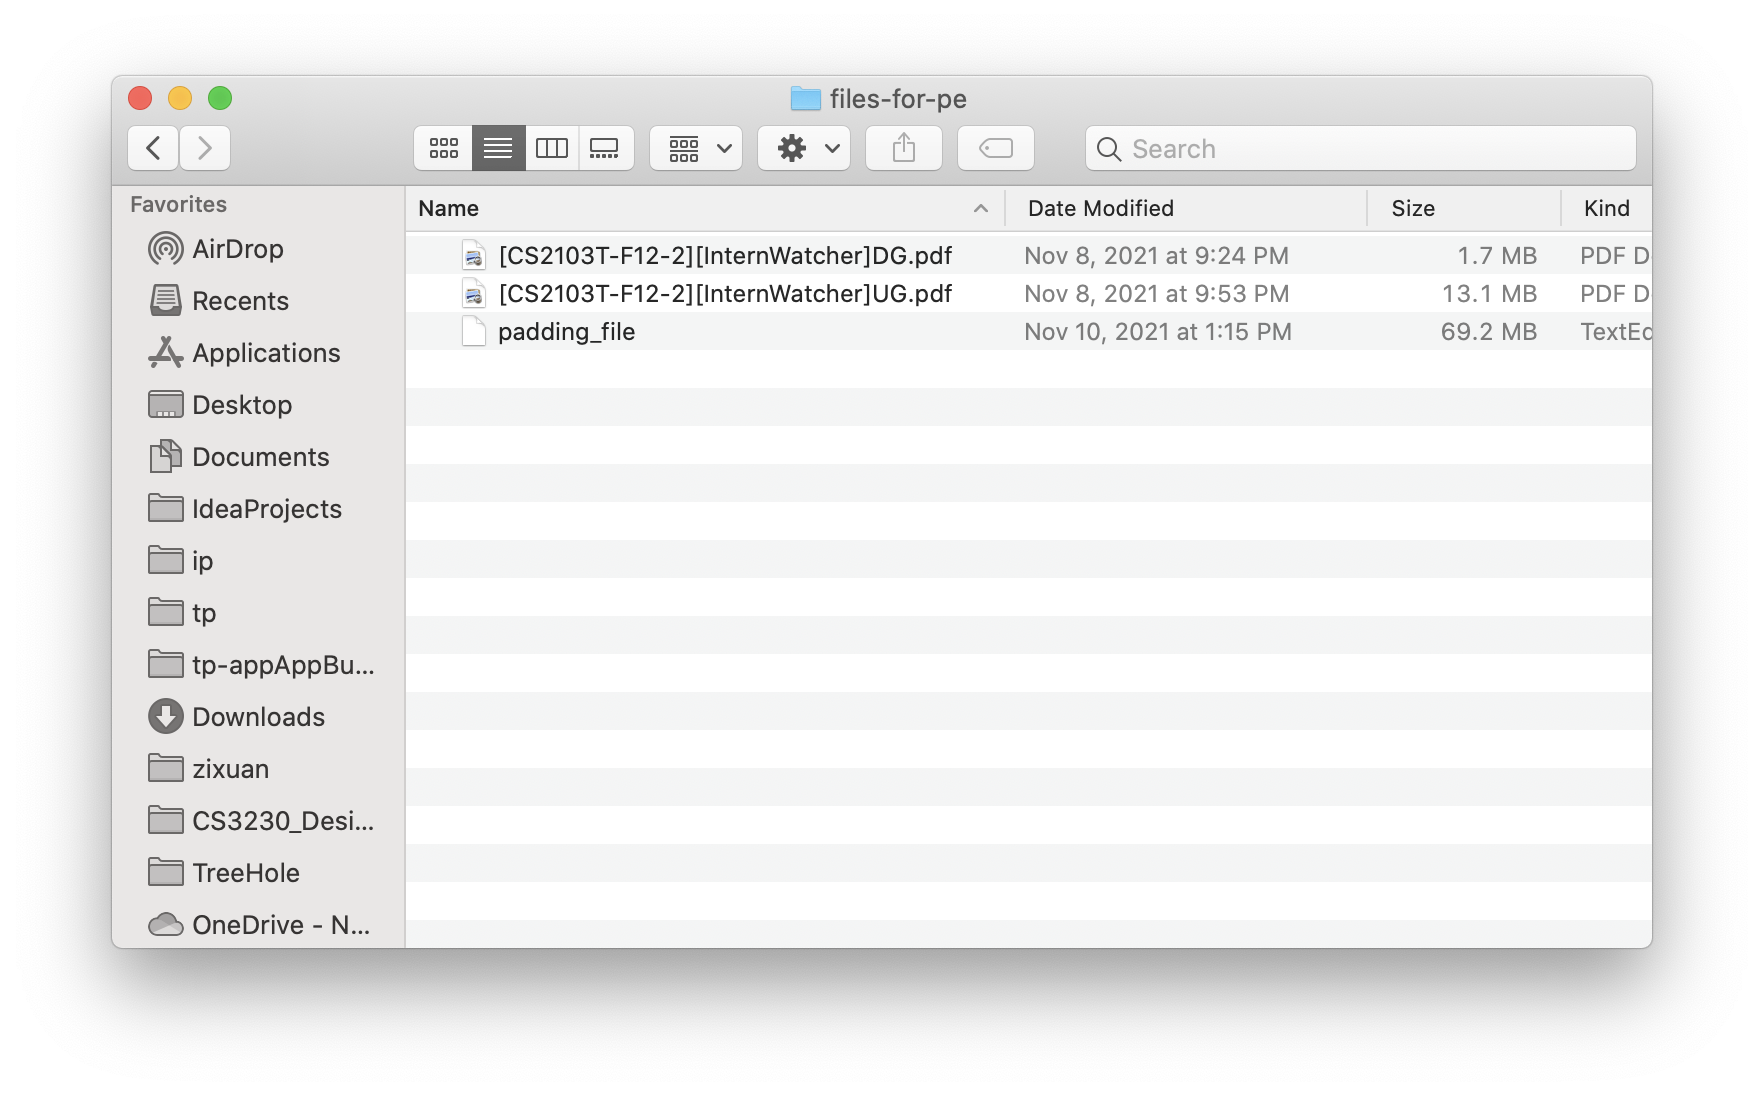 files-for-pe
Search
Favorites
AirDrop
Recents
Applications
Desktop
Documents
IdeaProjects
ip
tp
tp-appAppBu...
Downloads
zixuan
CS3230_Desi...
TreeHole
OneDrive - N...
Name Date Modified Size Kind
[CS2103T-F12-2][InternWatcher]DG.pdf Nov 8, 2021 at 9:24 PM 1.7 MB PDF D
[CS2103T-F12-2][InternWatcher]UG.pdf Nov 8, 2021 at 9:53 PM 13.1 MB PDF D
padding_file Nov 10, 2021 at 1:15 PM 69.2 MB TextEd